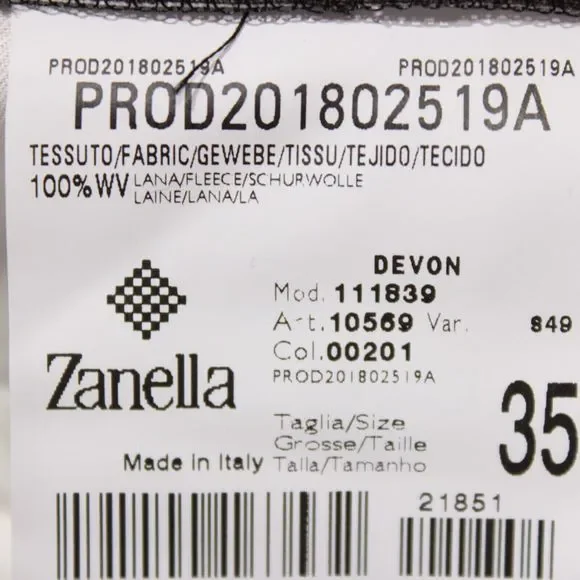 PROD201802519A PROD201802519A
PROD201802519A
TESSUTO/FABRIC/GEWEBE/TISSU/TEJIDO/TECIDO
100% WV LANA/FLEECE/SCHURWOLLE
LAINE/LANA/LA
DEVON
Mod. 111839
Art. 10569 Var. 849
Col. 00201
PROD201802519A
Zanella
Taglia/Size
Grosse/Taille
Talla/Tamanho
35
Made in Italy
21851